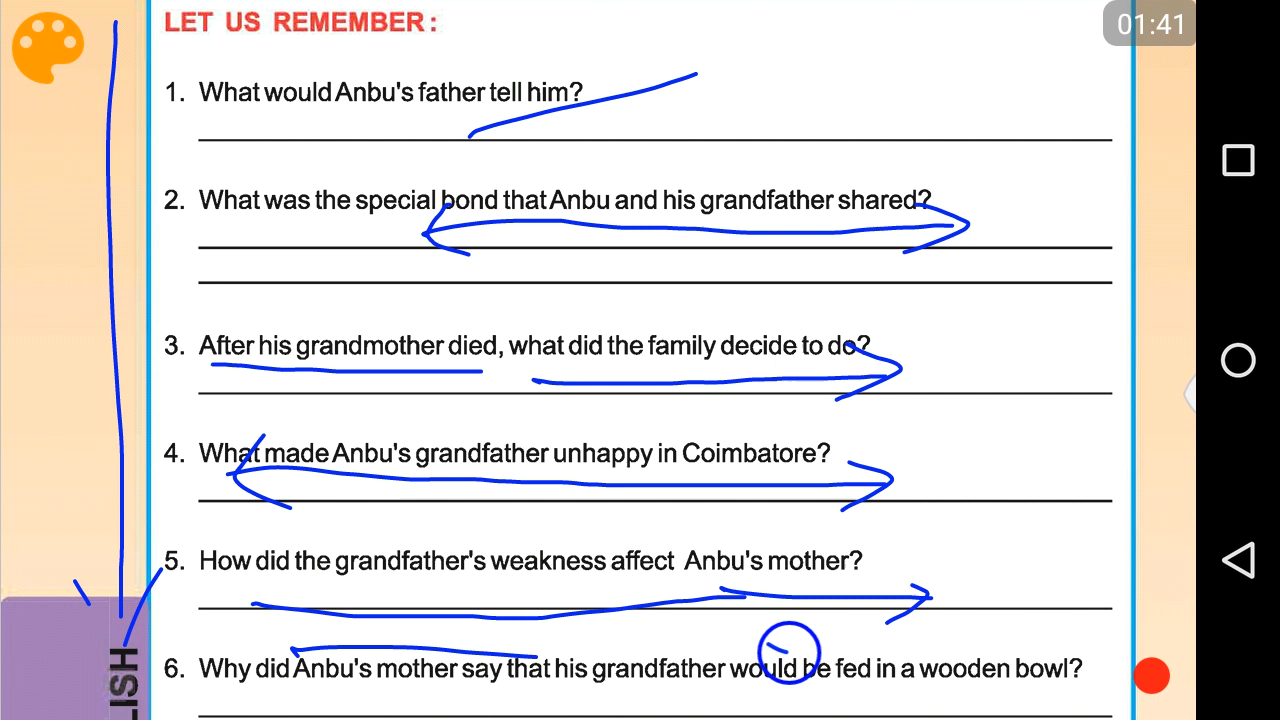 LET US REMEMBER:
01:41
1. What would Anbu's father tell him?
2. What was the special bond that Anbu and his grandfather shared?
3. After his grandmother died, what did the family decide to do?
4. What made Anbu's grandfather unhappy in Coimbatore?
5. How did the grandfather's weakness affect Anbu's mother?
6. Why did Anbu's mother say that his grandfather would be fed in a wooden bowl?